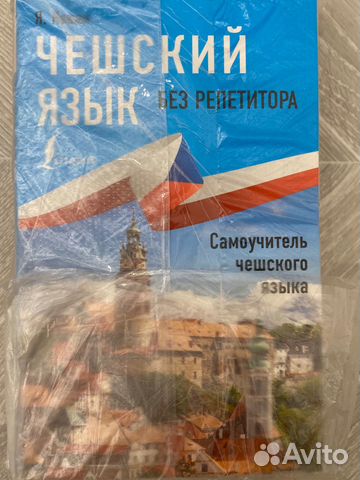 Я.
ЧЕШСКИЙ
ЯЗЫК БЕЗ РЕПЕТИТОРА
Самоучитель
чешского
языка
Avito